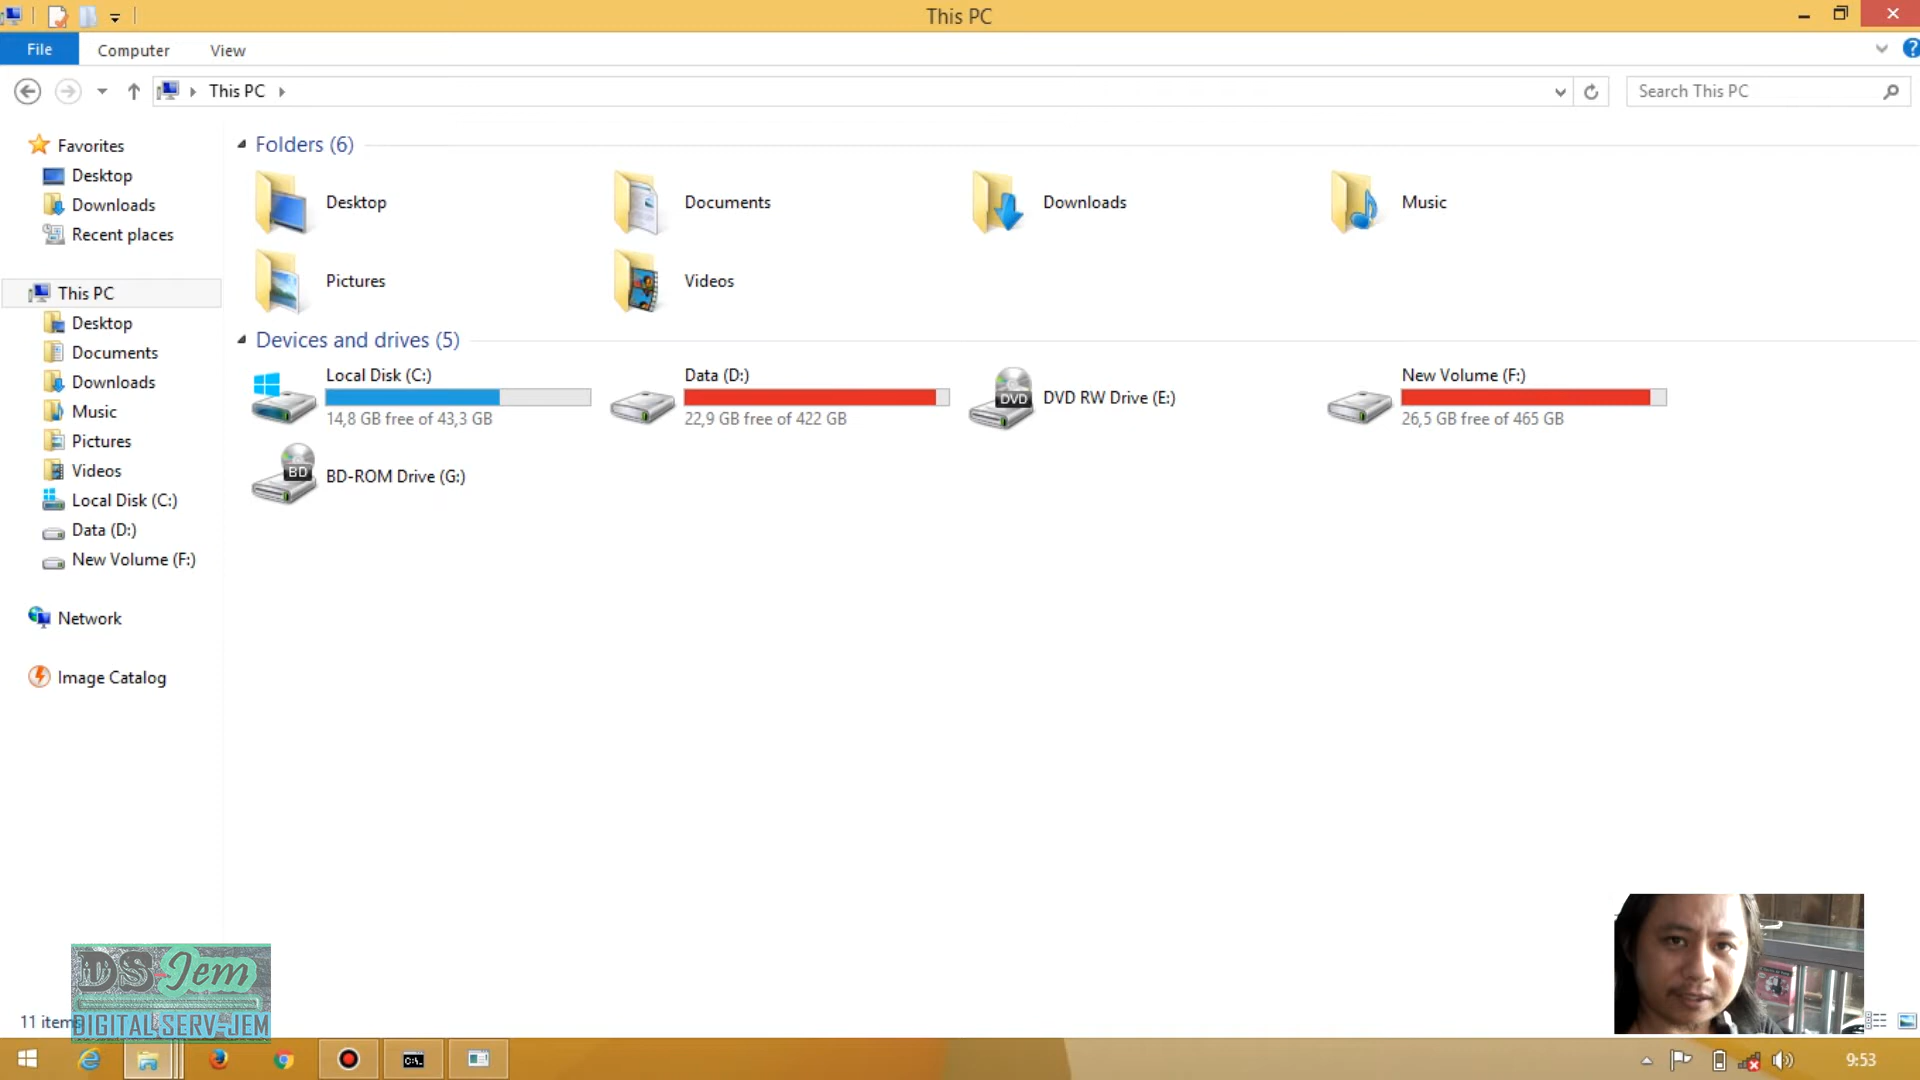 This PC
File Computer View
This PC
Search This PC
Favorites
Desktop
Downloads
Recent places
This PC
Desktop
Documents
Downloads
Music
Pictures
Videos
Local Disk (C:)
Data (D:)
New Volume (F:)
Network
Image Catalog
Folders (6)
Desktop
Documents
Downloads
Music
Pictures
Videos
Devices and drives (5)
Local Disk (C:)
14,8 GB free of 43,3 GB
Data (D:)
22,9 GB free of 422 GB
DVD
DVD RW Drive (E:)
New Volume (F:)
26,5 GB free of 465 GB
BD
BD-ROM Drive (G:)
DS-Jem
DIGITAL SERV-JEM
11 items
C:\
9:53